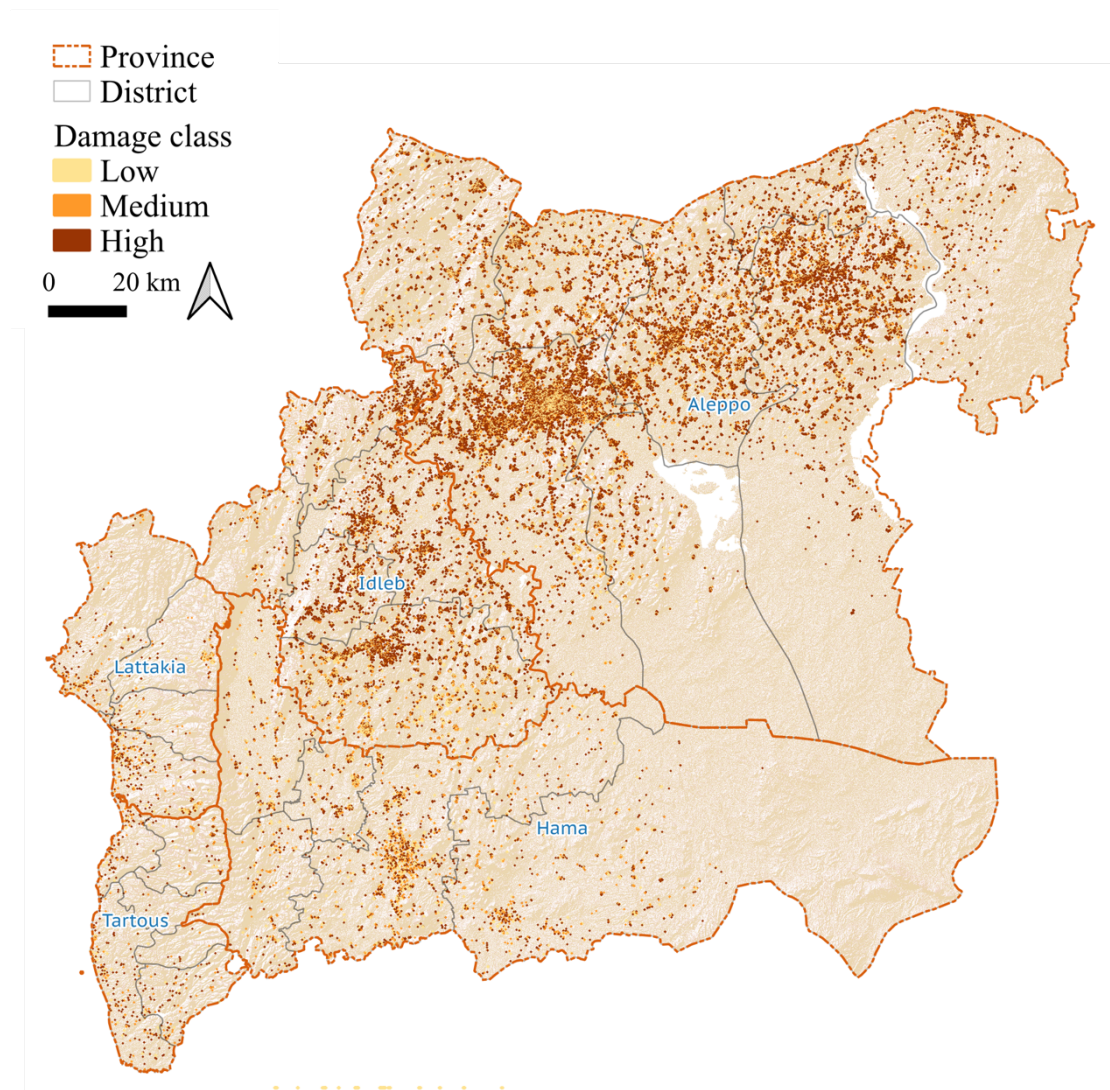 Province
District
Damage class
Low
Medium
High
0 20 km
Aleppo
Idleb
Lattakia
Hama
Tartous